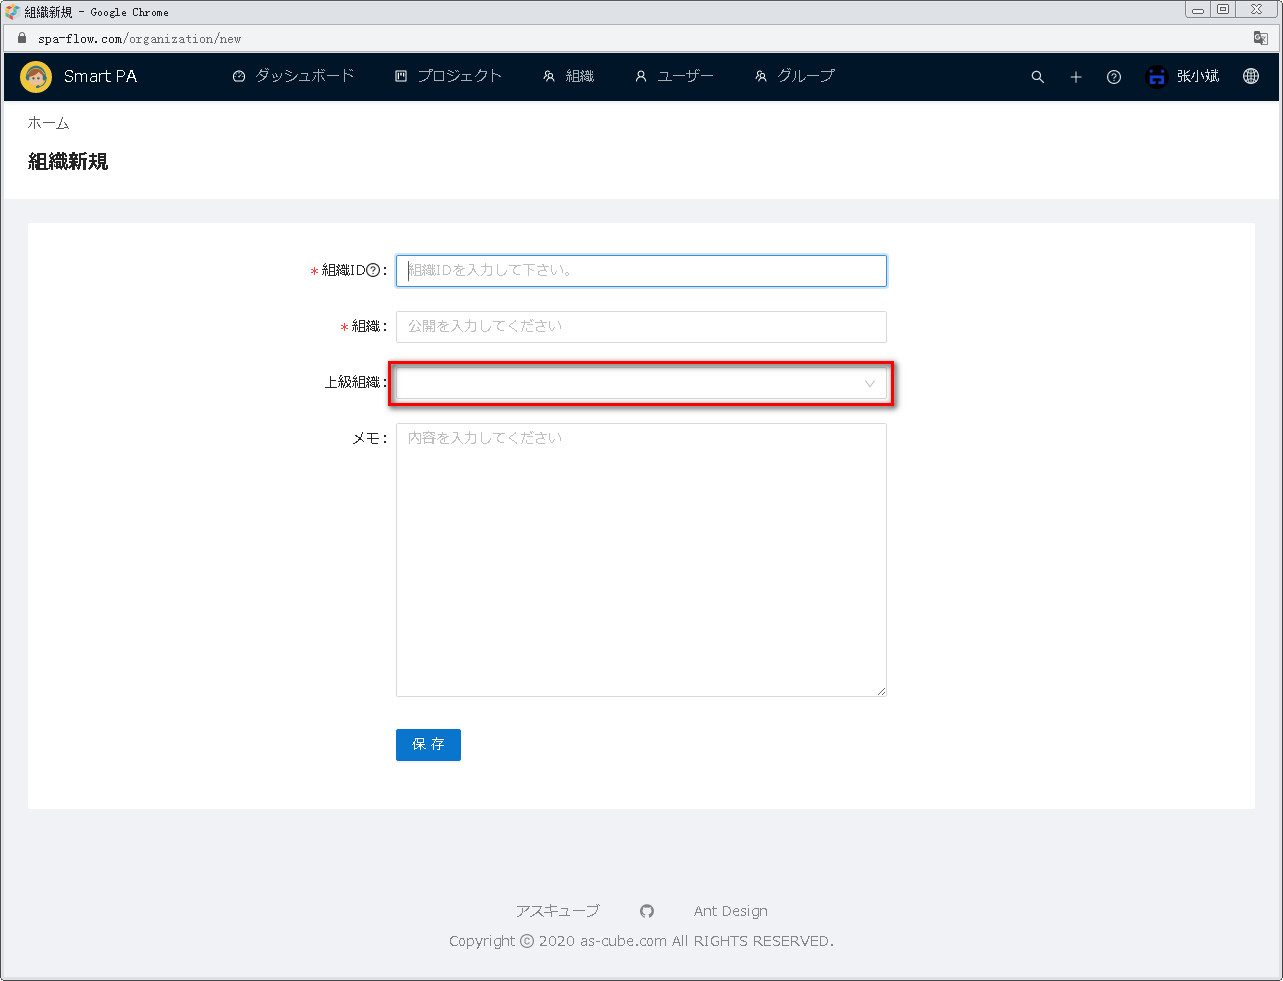 組織新規 - Google Chrome
spa-flow.com/organization/new
Smart PA ダッシュボード プロジェクト 組織 ユーザー グループ 张小斌
ホーム
組織新規
* 組織ID? : 組織IDを入力して下さい。
* 組織 : 公開を入力してください
上級組織 :
メモ : 内容を入力してください
保 存
アスキューブ Ant Design
Copyright © 2020 as-cube.com All RIGHTS RESERVED.